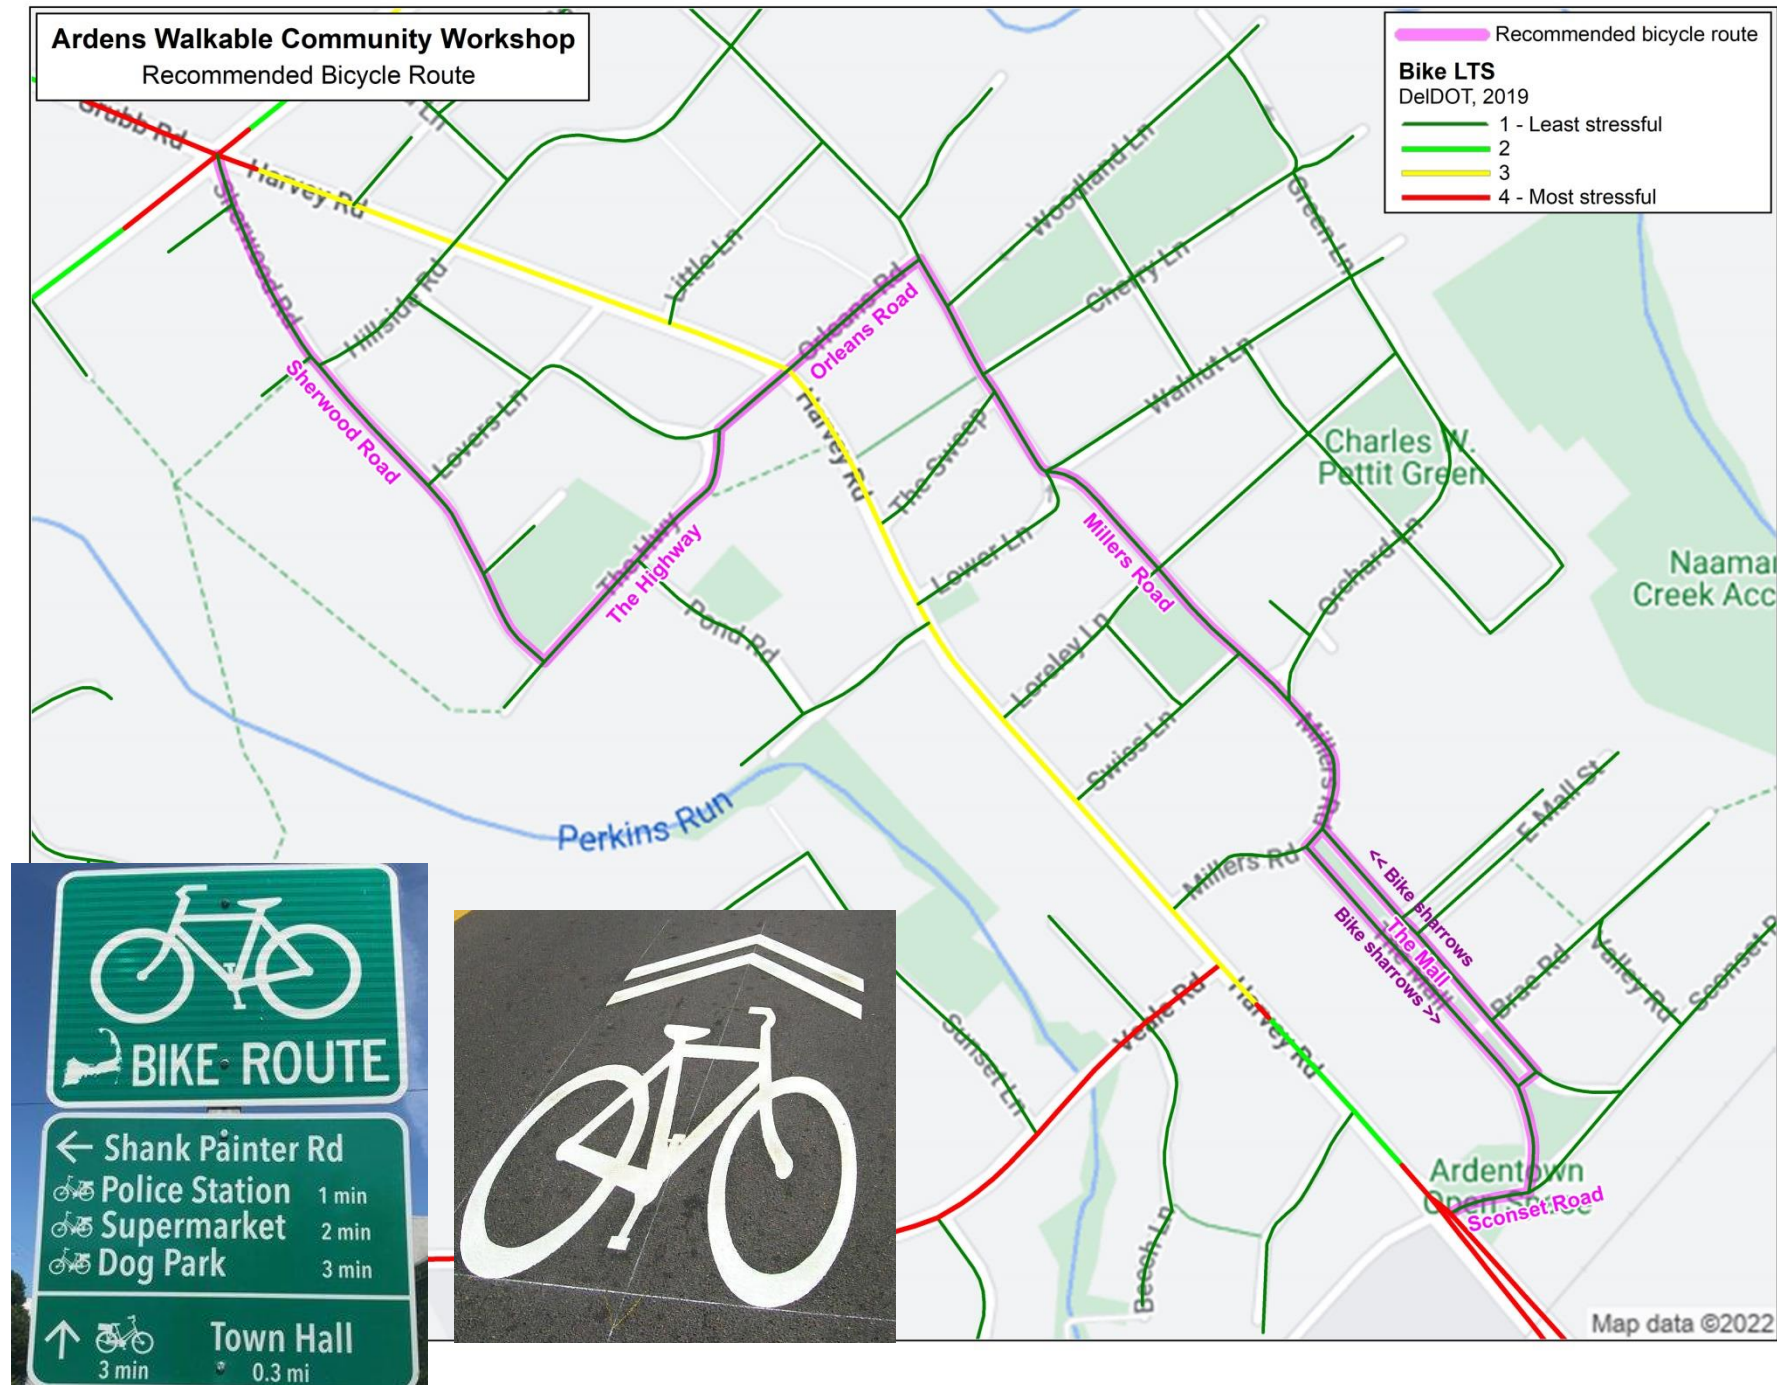 Ardens Walkable Community Workshop
Recommended Bicycle Route
Recommended bicycle route
Bike LTS
DelDOT, 2019
1 - Least stressful
2
3
4 - Most stressful
Grubb Rd
Harvey Rd
Sherwood Rd
Sherwood Road
Hillside Rd
Lovers Ln
Little Ln
Orleans Rd
Orleans Road
Woodland Ln
Cherry Ln
Green Ln
Walnut Ln
Harvey Rd
The Sweep
Lower Ln
Charles W.
Pettit Green
The Hwy
The Highway
Pond Rd
Millers Road
Orchard Ln
Naaman
Creek Acc
Loreley Ln
Swiss Ln
Millers Rd
Perkins Run
E Mall St
Millers Rd
<< Bike sharrows
The Mall
Bike sharrows >>
The Mall
Brae Rd
Valley Rd
Sconset R
Veale Rd
Harvey Rd
Sunset Ln
Beech Ln
Ardentown
Open Space
Sconset Road
Map data ©2022
BIKE ROUTE
← Shank Painter Rd
Police Station 1 min
Supermarket 2 min
Dog Park 3 min
↑ Town Hall
3 min 0.3 mi